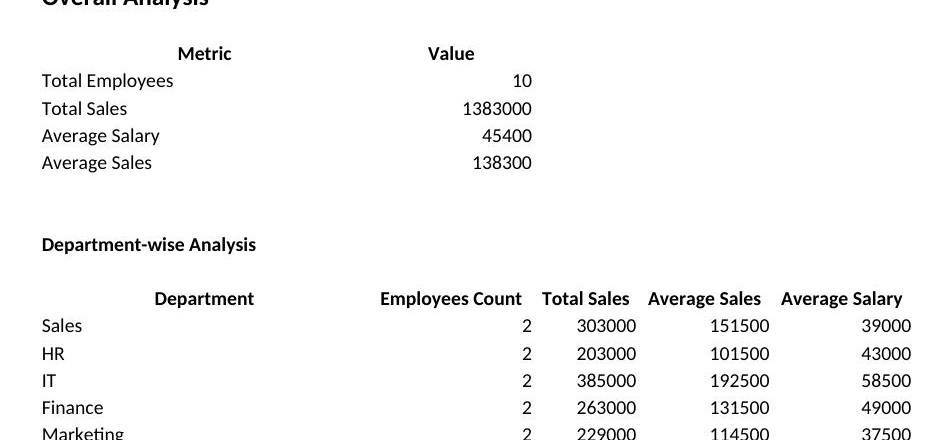 Overall Analysis
Metric Value
Total Employees 10
Total Sales 1383000
Average Salary 45400
Average Sales 138300
Department-wise Analysis
Department Employees Count Total Sales Average Sales Average Salary
Sales 2 303000 151500 39000
HR 2 203000 101500 43000
IT 2 385000 192500 58500
Finance 2 263000 131500 49000
Marketing 2 229000 114500 37500